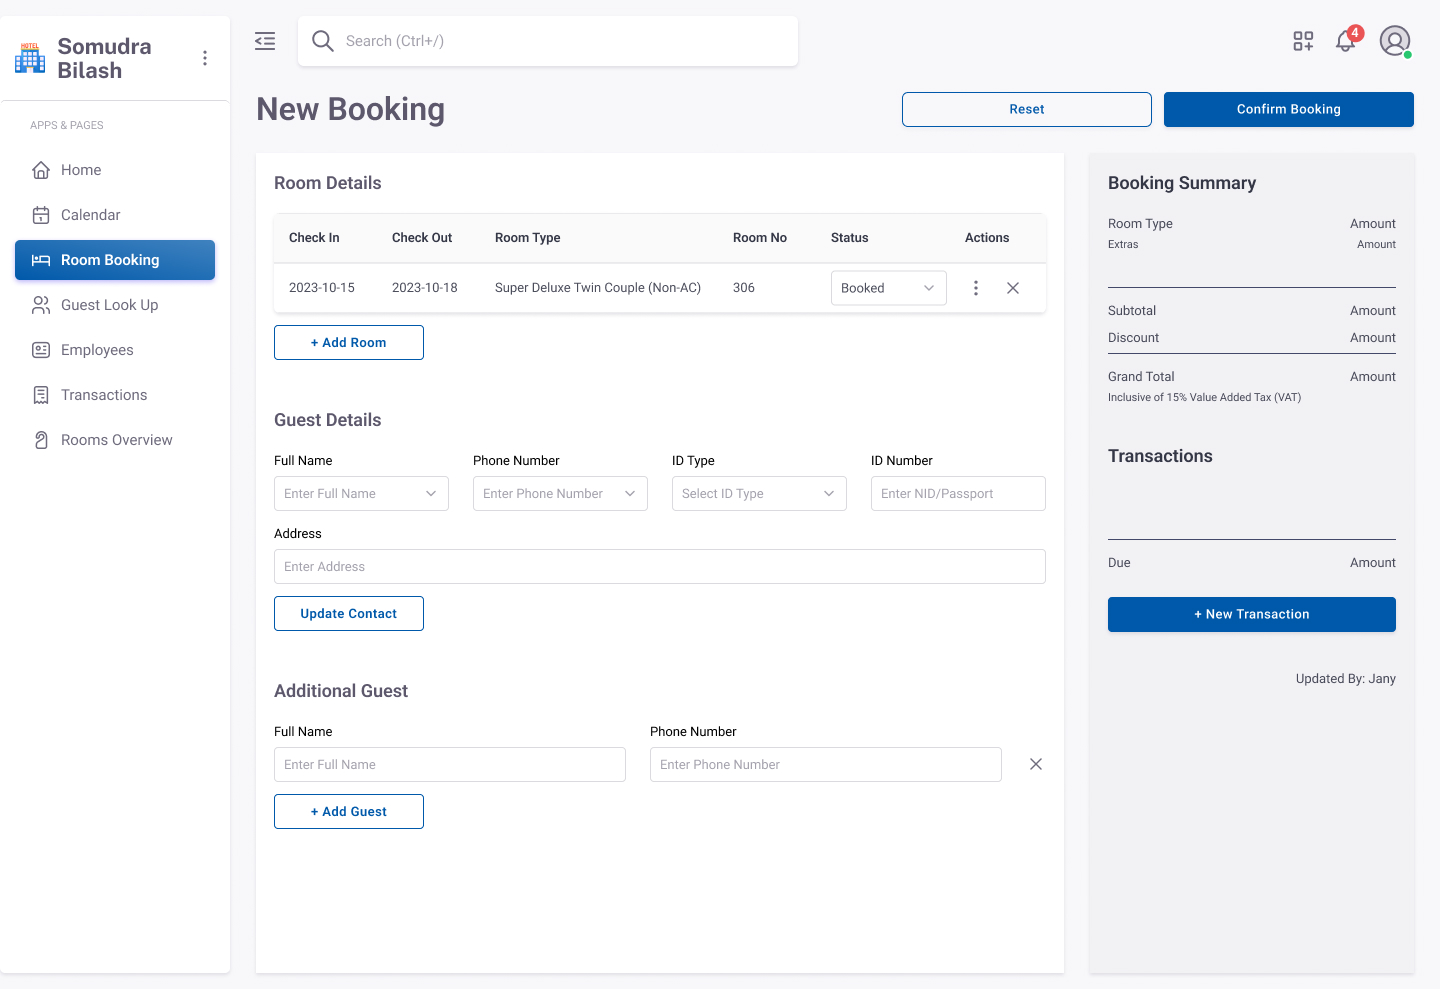 HOTEL
Somudra
Bilash
APPS & PAGES
Home
Calendar
Room Booking
Guest Look Up
Employees
Transactions
Rooms Overview
Search (Ctrl+/)
4
New Booking
Reset
Confirm Booking
Room Details
Check In Check Out Room Type Room No Status Actions
2023-10-15 2023-10-18 Super Deluxe Twin Couple (Non-AC) 306 Booked
+ Add Room
Guest Details
Full Name Phone Number ID Type ID Number
Enter Full Name Enter Phone Number Select ID Type Enter NID/Passport
Address
Enter Address
Update Contact
Additional Guest
Full Name Phone Number
Enter Full Name Enter Phone Number
+ Add Guest
Booking Summary
Room Type Amount
Extras Amount
Subtotal Amount
Discount Amount
Grand Total Amount
Inclusive of 15% Value Added Tax (VAT)
Transactions
Due Amount
+ New Transaction
Updated By: Jany